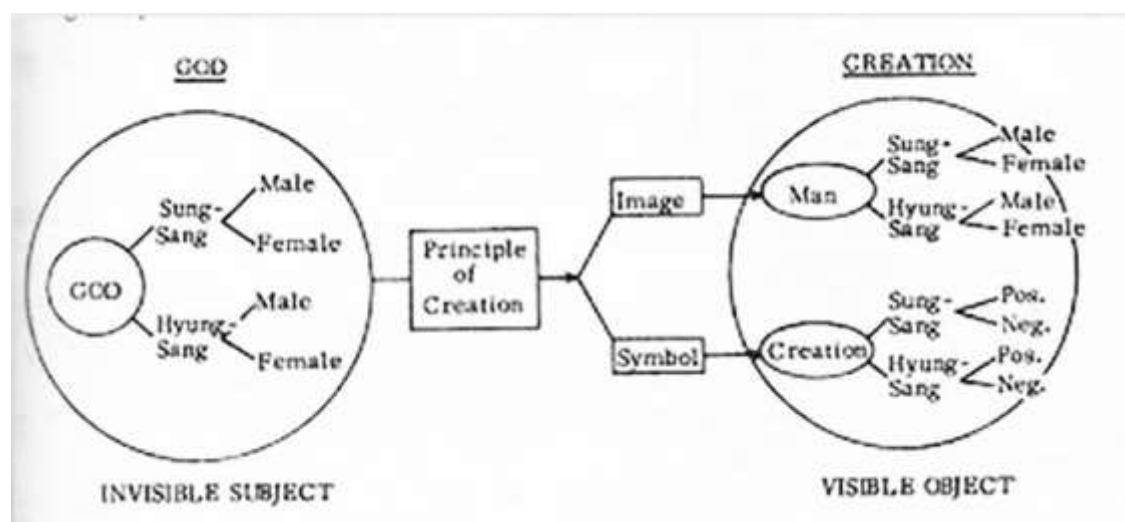 GOD
CREATION
GOD
Sung-
Sang
Male
Female
Hyung-
Sang
Male
Female
Principle
of
Creation
Image
Symbol
Man
Sung-
Sang
Male
Female
Hyung-
Sang
Male
Female
Creation
Sung-
Sang
Pos.
Neg.
Hyung-
Sang
Pos.
Neg.
INVISIBLE SUBJECT
VISIBLE OBJECT